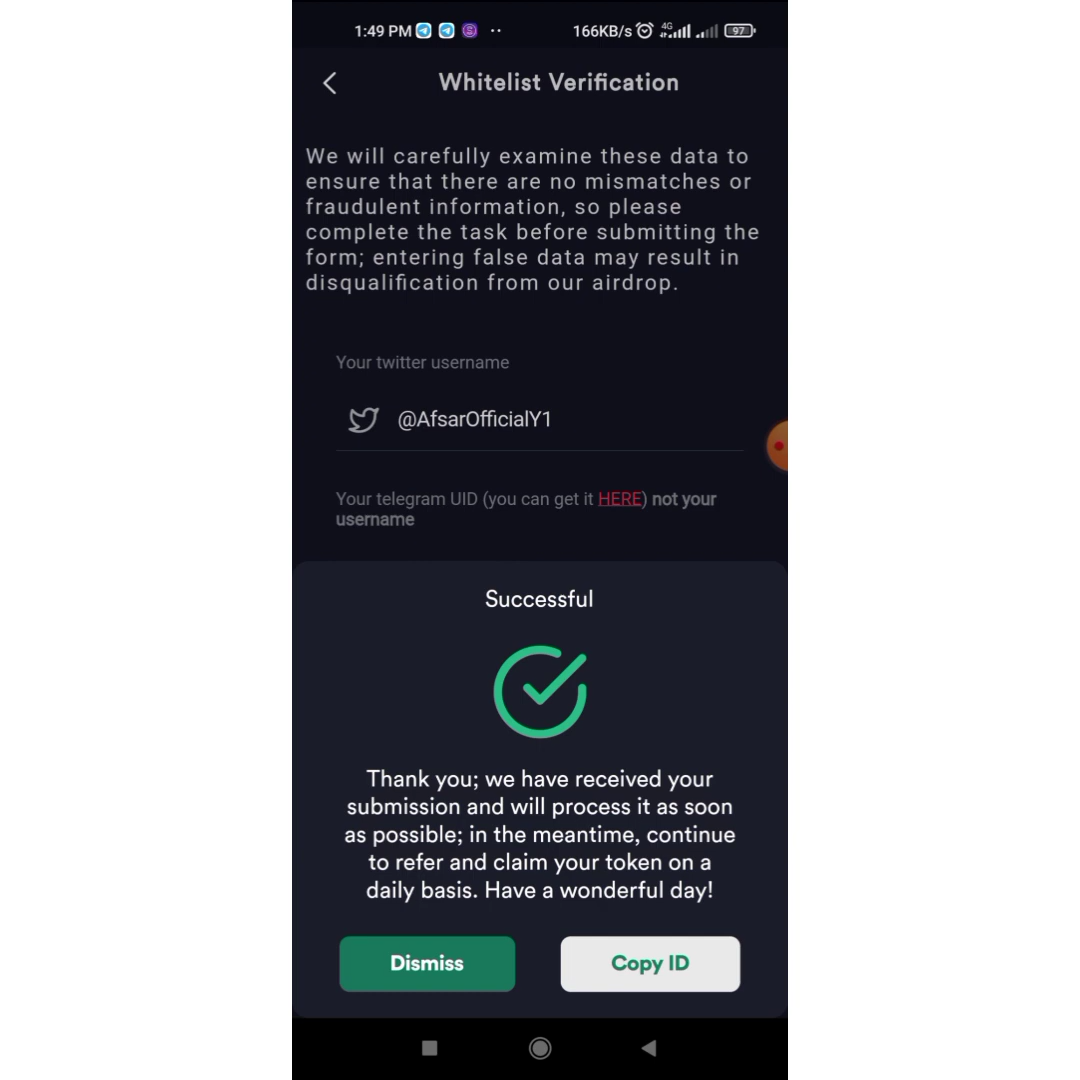 1:49 PM 166KB/s 4G 97
Whitelist Verification
We will carefully examine these data to
ensure that there are no mismatches or
fraudulent information, so please
complete the task before submitting the
form; entering false data may result in
disqualification from our airdrop.
Your twitter username
@AfsarOfficialY1
Your telegram UID (you can get it HERE) not your
username
Successful
Thank you; we have received your
submission and will process it as soon
as possible; in the meantime, continue
to refer and claim your token on a
daily basis. Have a wonderful day!
Dismiss Copy ID